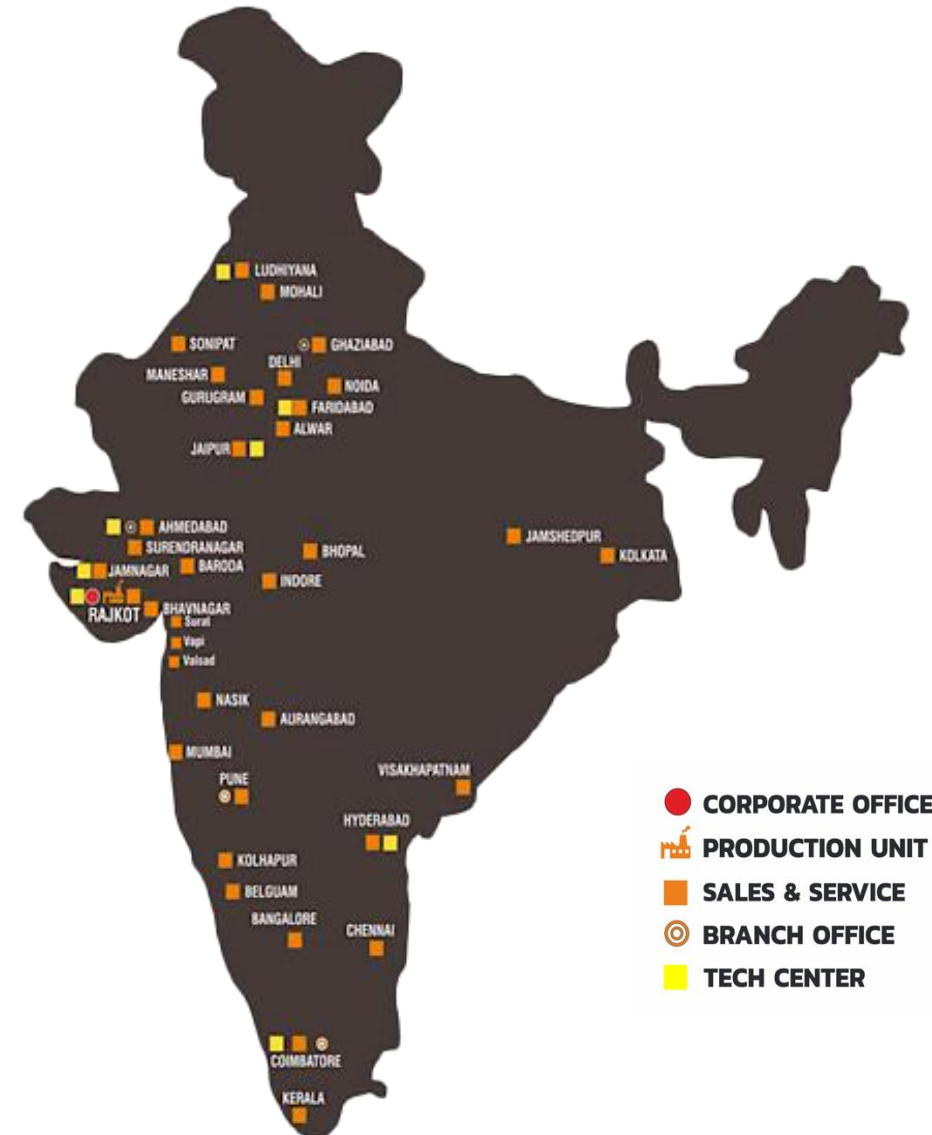 LUDHIYANA
MOHALI
SONIPAT
GHAZIABAD
DELHI
MANESHAR
NOIDA
GURUGRAM
FARIDABAD
ALWAR
JAIPUR
AHMEDABAD
SURENDRANAGAR
JAMSHEDPUR
BHOPAL
KOLKATA
BARODA
JAMNAGAR
INDORE
BHAVNAGAR
RAJKOT
Surat
Vapi
Valsad
NASIK
AURANGABAD
MUMBAI
VISAKHAPATNAM
PUNE
HYDERABAD
KOLHAPUR
BELGUAM
BANGALORE
CHENNAI
COIMBATORE
KERALA
CORPORATE OFFICE
PRODUCTION UNIT
SALES & SERVICE
BRANCH OFFICE
TECH CENTER